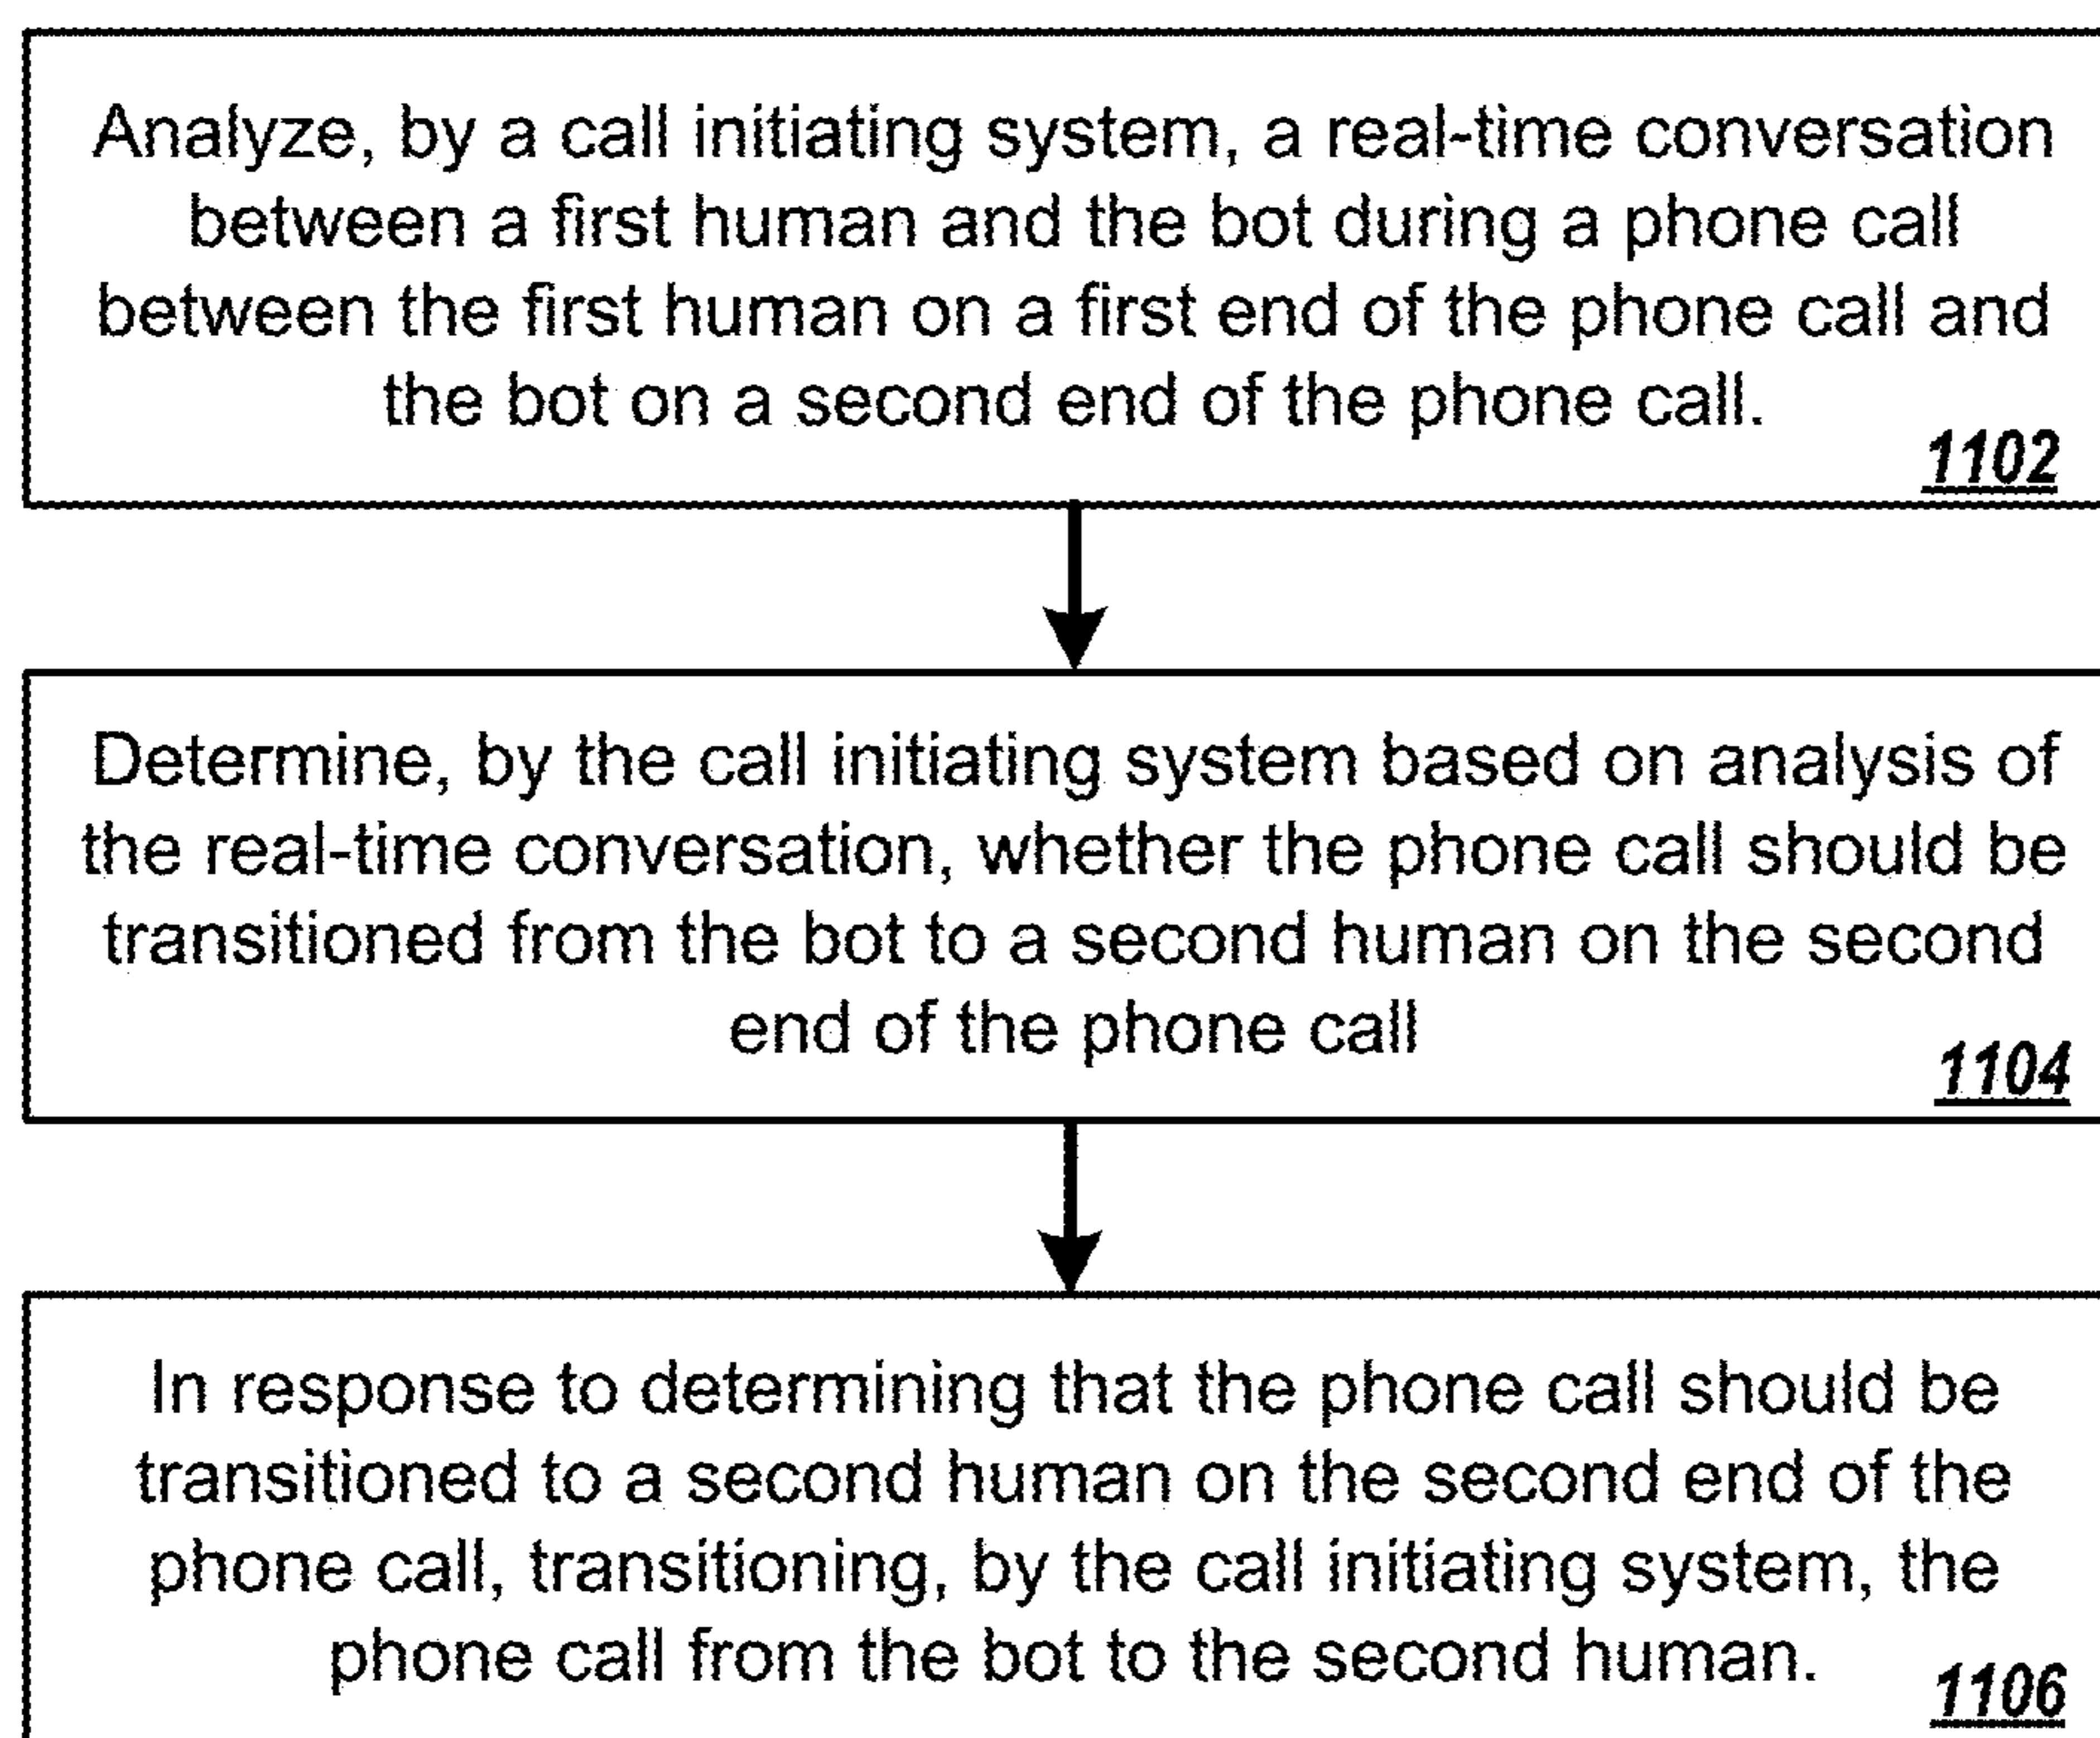 Analyze, by a call initiating system, a real-time conversation
between a first human and the bot during a phone call
between the first human on a first end of the phone call and
the bot on a second end of the phone call.
1102
Determine, by the call initiating system based on analysis of
the real-time conversation, whether the phone call should be
transitioned from the bot to a second human on the second
end of the phone call
1104
In response to determining that the phone call should be
transitioned to a second human on the second end of the
phone call, transitioning, by the call initiating system, the
phone call from the bot to the second human.
1106